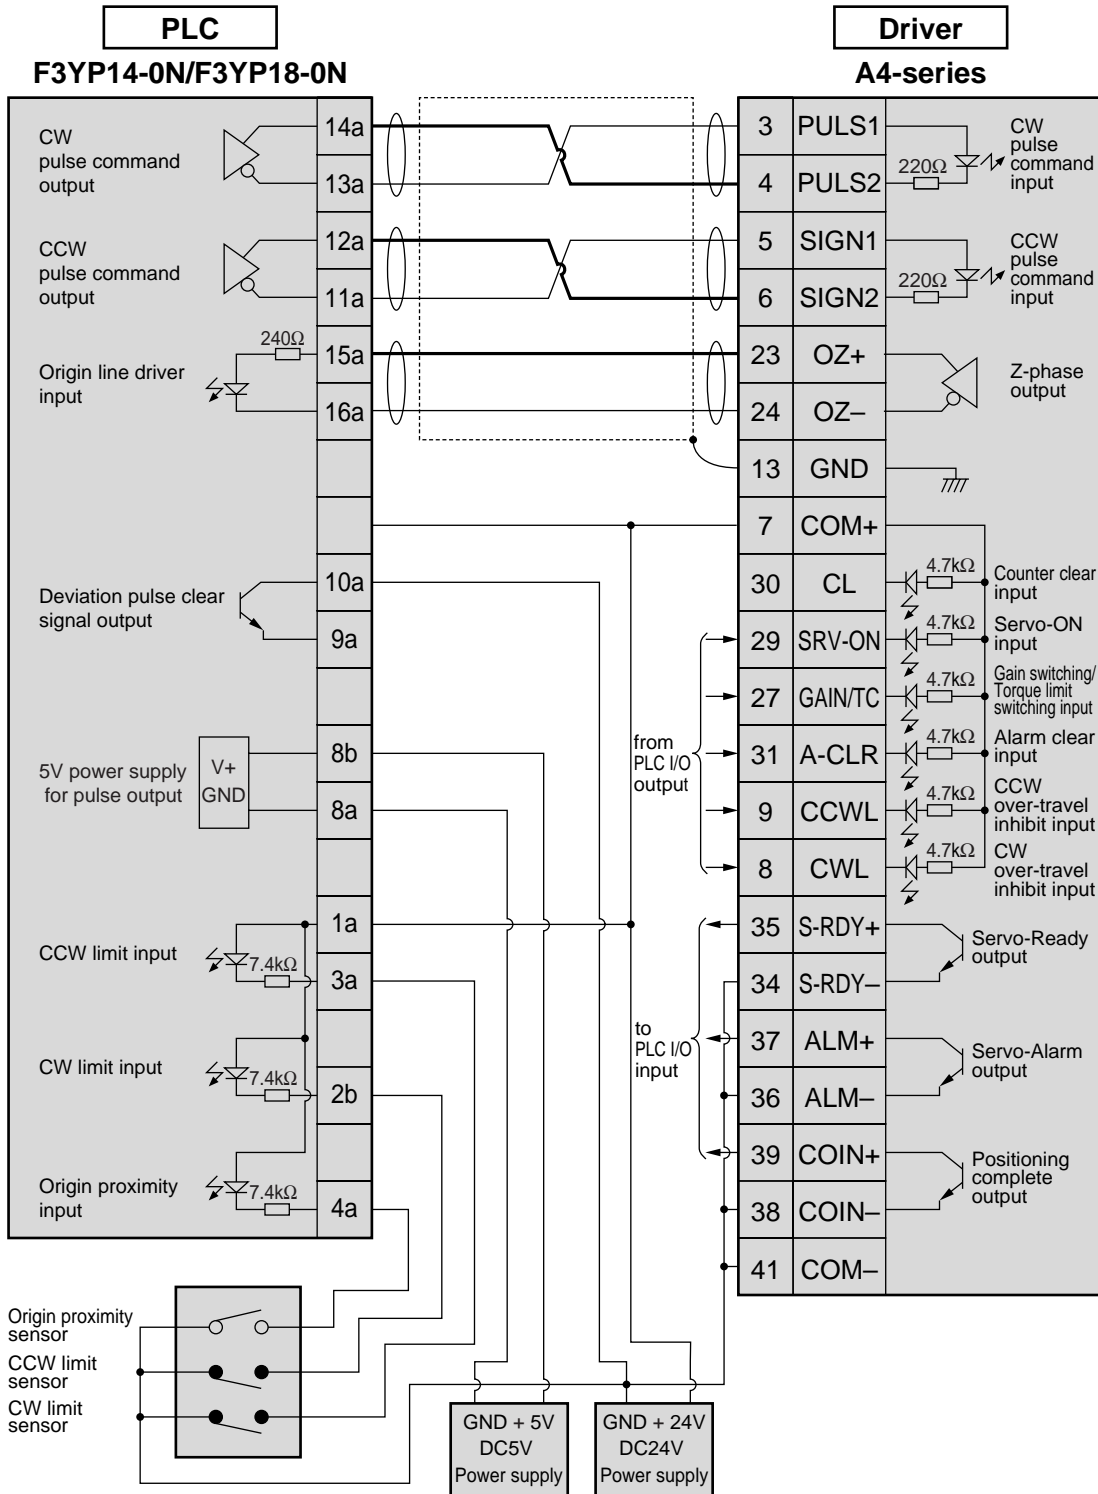 PLC
F3YP14-0N/F3YP18-0N
Driver
A4-series
CW
pulse command
output
14a
13a
CCW
pulse command
output
12a
11a
240Ω
Origin line driver
input
15a
16a
Deviation pulse clear
signal output
10a
9a
5V power supply
for pulse output
V+
GND
8b
8a
1a
CCW limit input
7.4kΩ
3a
CW limit input
7.4kΩ
2b
Origin proximity
input
7.4kΩ
4a
3 PULS1
4 PULS2
220Ω
CW
pulse
command
input
5 SIGN1
6 SIGN2
220Ω
CCW
pulse
command
input
23 OZ+
24 OZ–
Z-phase
output
13 GND
7 COM+
30 CL
4.7kΩ
Counter clear
input
29 SRV-ON
4.7kΩ
Servo-ON
input
27 GAIN/TC
4.7kΩ
Gain switching/
Torque limit
switching input
31 A-CLR
4.7kΩ
Alarm clear
input
9 CCWL
4.7kΩ
CCW
over-travel
inhibit input
8 CWL
4.7kΩ
CW
over-travel
inhibit input
from
PLC I/O
output
35 S-RDY+
34 S-RDY–
Servo-Ready
output
37 ALM+
36 ALM–
Servo-Alarm
output
39 COIN+
38 COIN–
Positioning
complete
output
41 COM–
to
PLC I/O
input
Origin proximity
sensor
CCW limit
sensor
CW limit
sensor
GND + 5V
DC5V
Power supply
GND + 24V
DC24V
Power supply